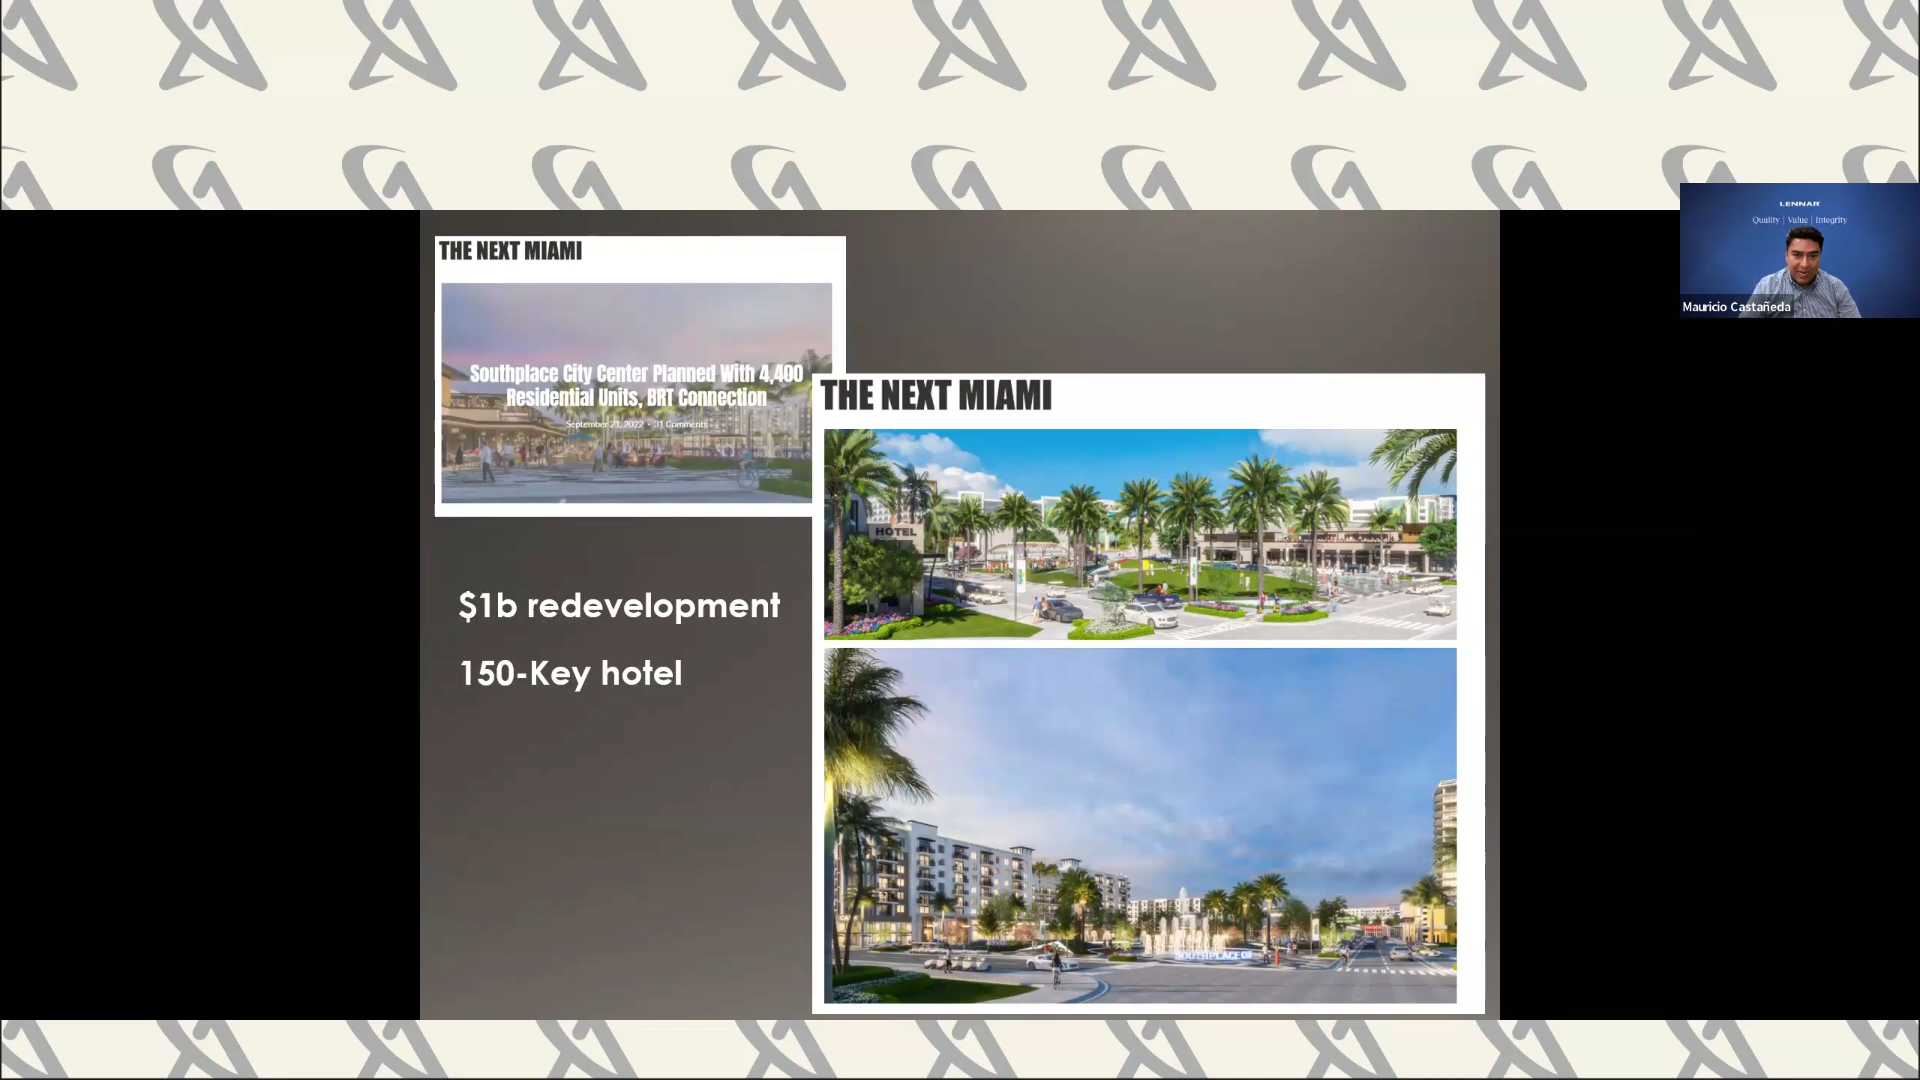 THE NEXT MIAMI
Southplace City Center Planned With 4,400
Residential Units, BRT Connection
September 21, 2022 • 31 Comments
THE NEXT MIAMI
HOTEL
$1b redevelopment
150-Key hotel
LENNAR
Quality | Value | Integrity
Mauricio Castañeda